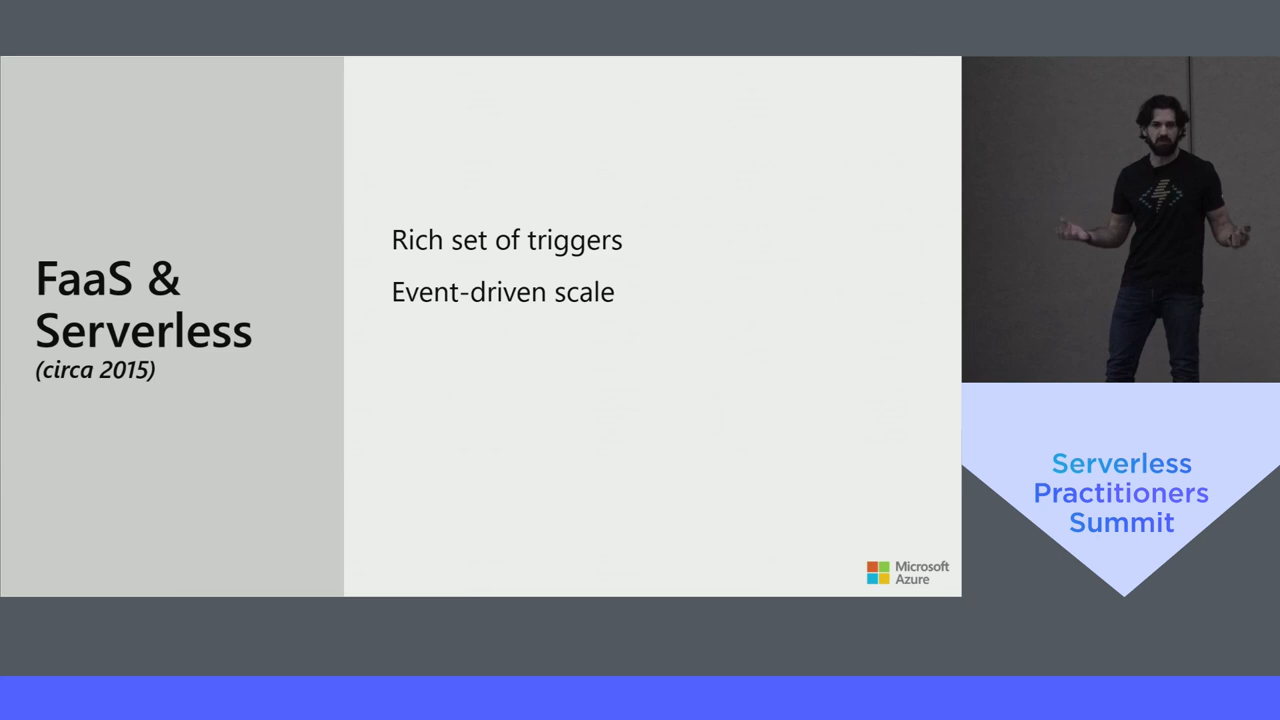 FaaS &
Serverless
(circa 2015)
Rich set of triggers
Event-driven scale
Microsoft
Azure
Serverless
Practitioners
Summit